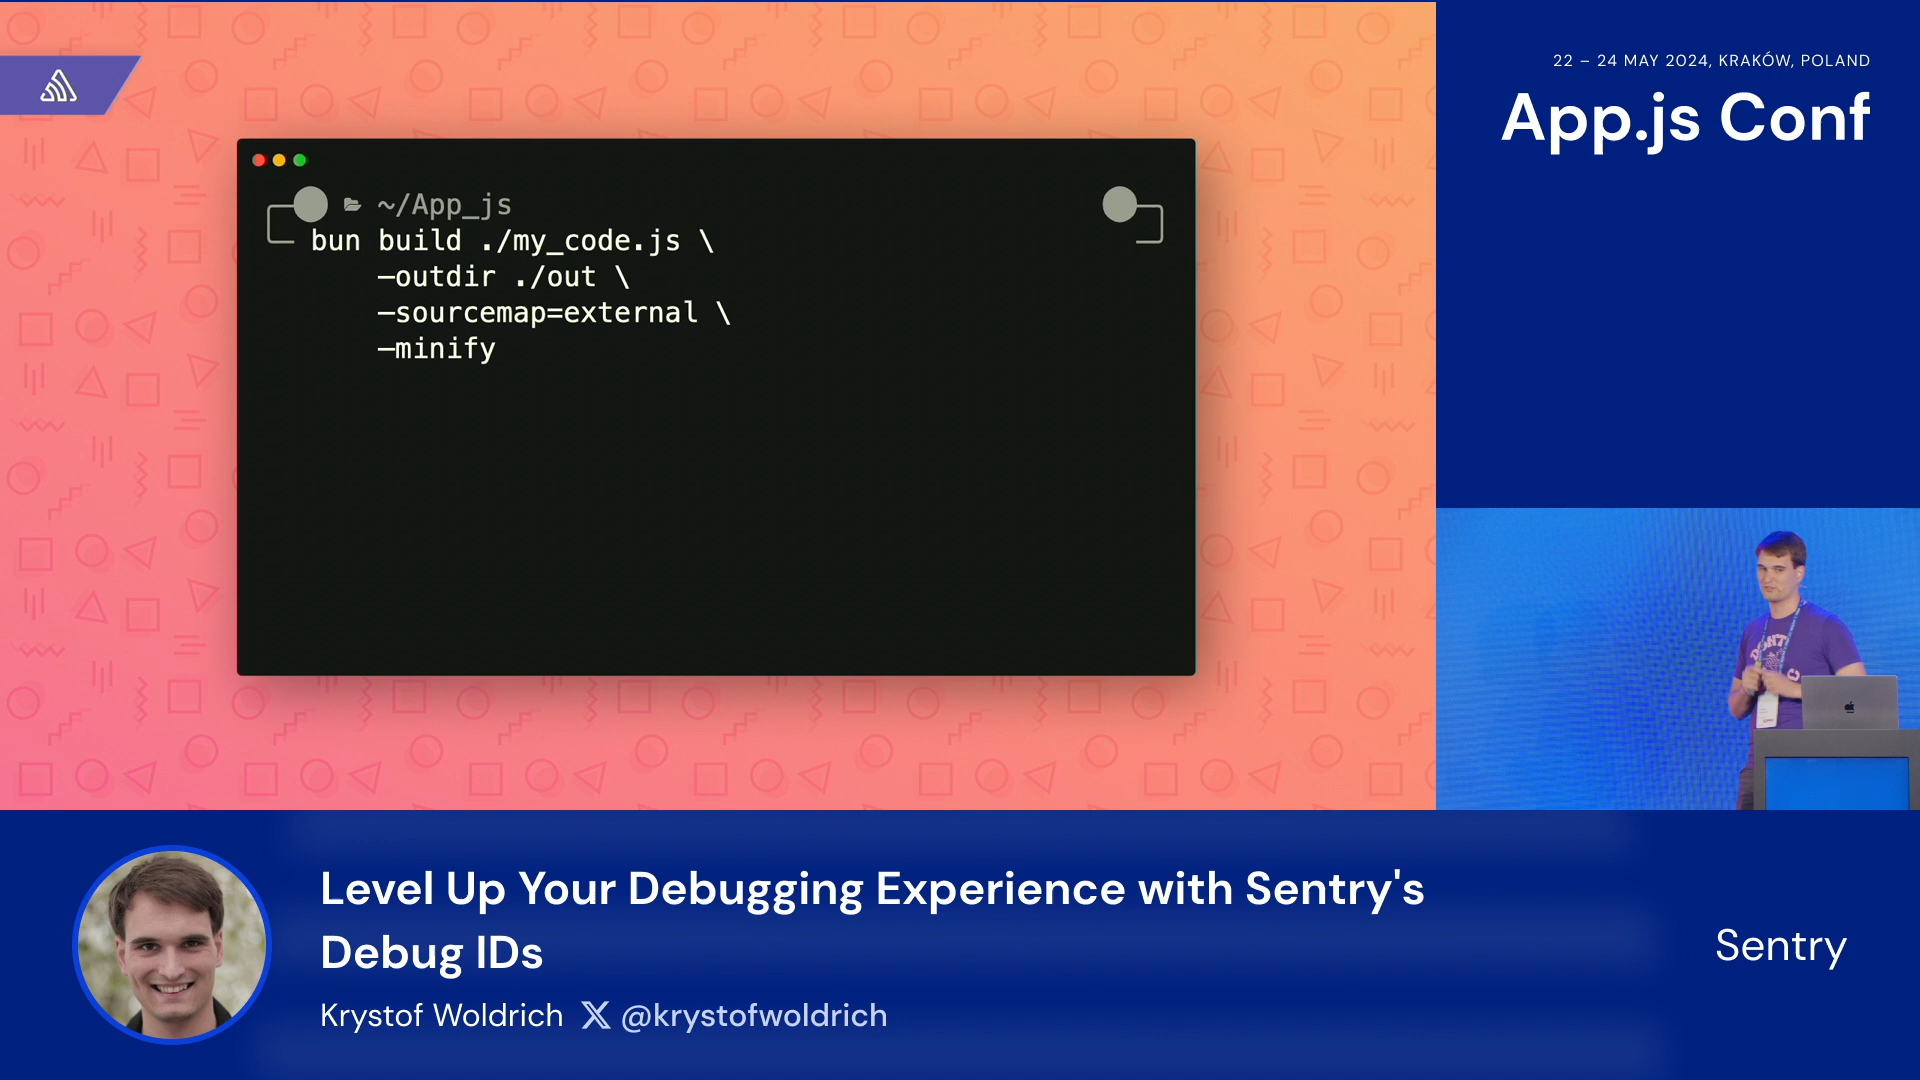 22 – 24 MAY 2024, KRAKÓW, POLAND
App.js Conf
~/App_js
bun build ./my_code.js \
—outdir ./out \
—sourcemap=external \
—minify
Level Up Your Debugging Experience with Sentry's
Debug IDs
Krystof Woldrich X @krystofwoldrich
Sentry